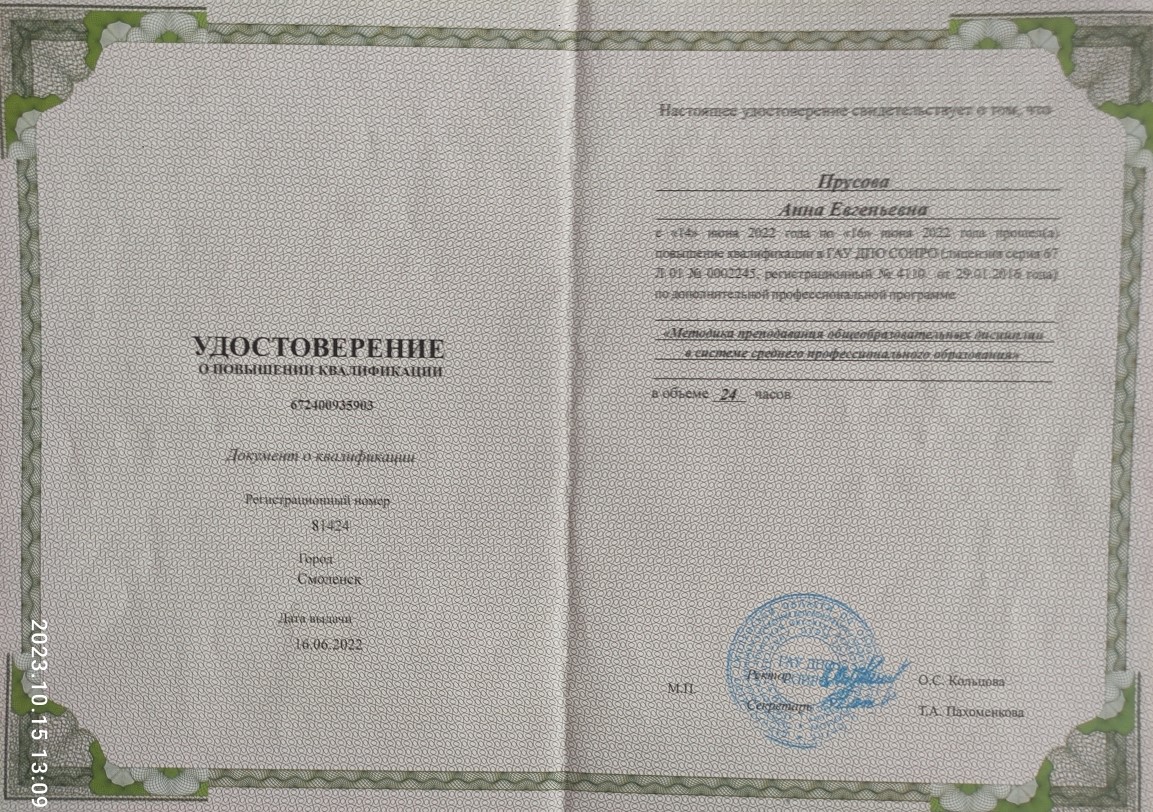 УДОСТОВЕРЕНИЕ
О ПОВЫШЕНИИ КВАЛИФИКАЦИИ
672400935903
Документ о квалификации
Регистрационный номер
81424
Город
Смоленск
Дата выдачи
16.06.2022
Настоящее удостоверение свидетельствует о том, что
Прусова
Анна Евгеньевна
с «14» июня 2022 года по «16» июня 2022 года прошел(а)
повышение квалификации в ГАУ ДПО СОИРО (лицензия серия 67
Л 01 № 0002245, регистрационный № 4110 от 29.01.2016 года)
по дополнительной профессиональной программе
«Методика преподавания общеобразовательных дисциплин
в системе среднего профессионального образования»
в объеме 24 часов
ГАУ ДПО
М.П.
Ректор
О.С. Кольцова
Секретарь
Т.А. Пахоменкова
2023.10.15 13:09